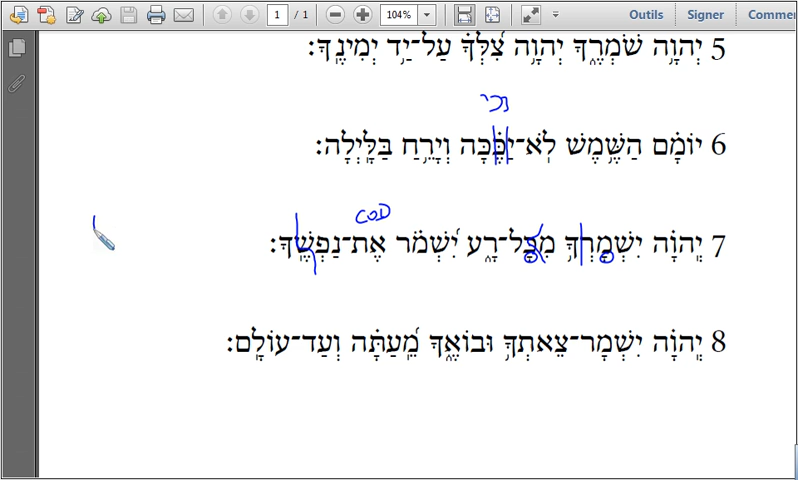 1 / 1 104% Outils Signer Commer
5 יְהוָ֥ה שֹׁמְרֶ֑ךָ יְהוָ֥ה צִ֝לְּךָ֗ עַל־יַ֥ד יְמִינֶֽךָ׃
6 יוֹמָ֗ם הַשֶּׁ֥מֶשׁ לֹֽא־יַכֶּ֗כָּה וְיָרֵ֥חַ בַּלָּֽיְלָה׃
COD
7 יְֽהוָ֗ה יִשְׁמָרְךָ֥ מִכָּל־רָ֑ע יִ֝שְׁמֹ֗ר אֶת־נַפְשֶֽׁךָ׃
8 יְֽהוָ֗ה יִשְׁמָר־צֵאתְךָ֥ וּבוֹאֶ֑ךָ מֵֽ֝עַתָּ֗ה וְעַד־עוֹלָֽם׃